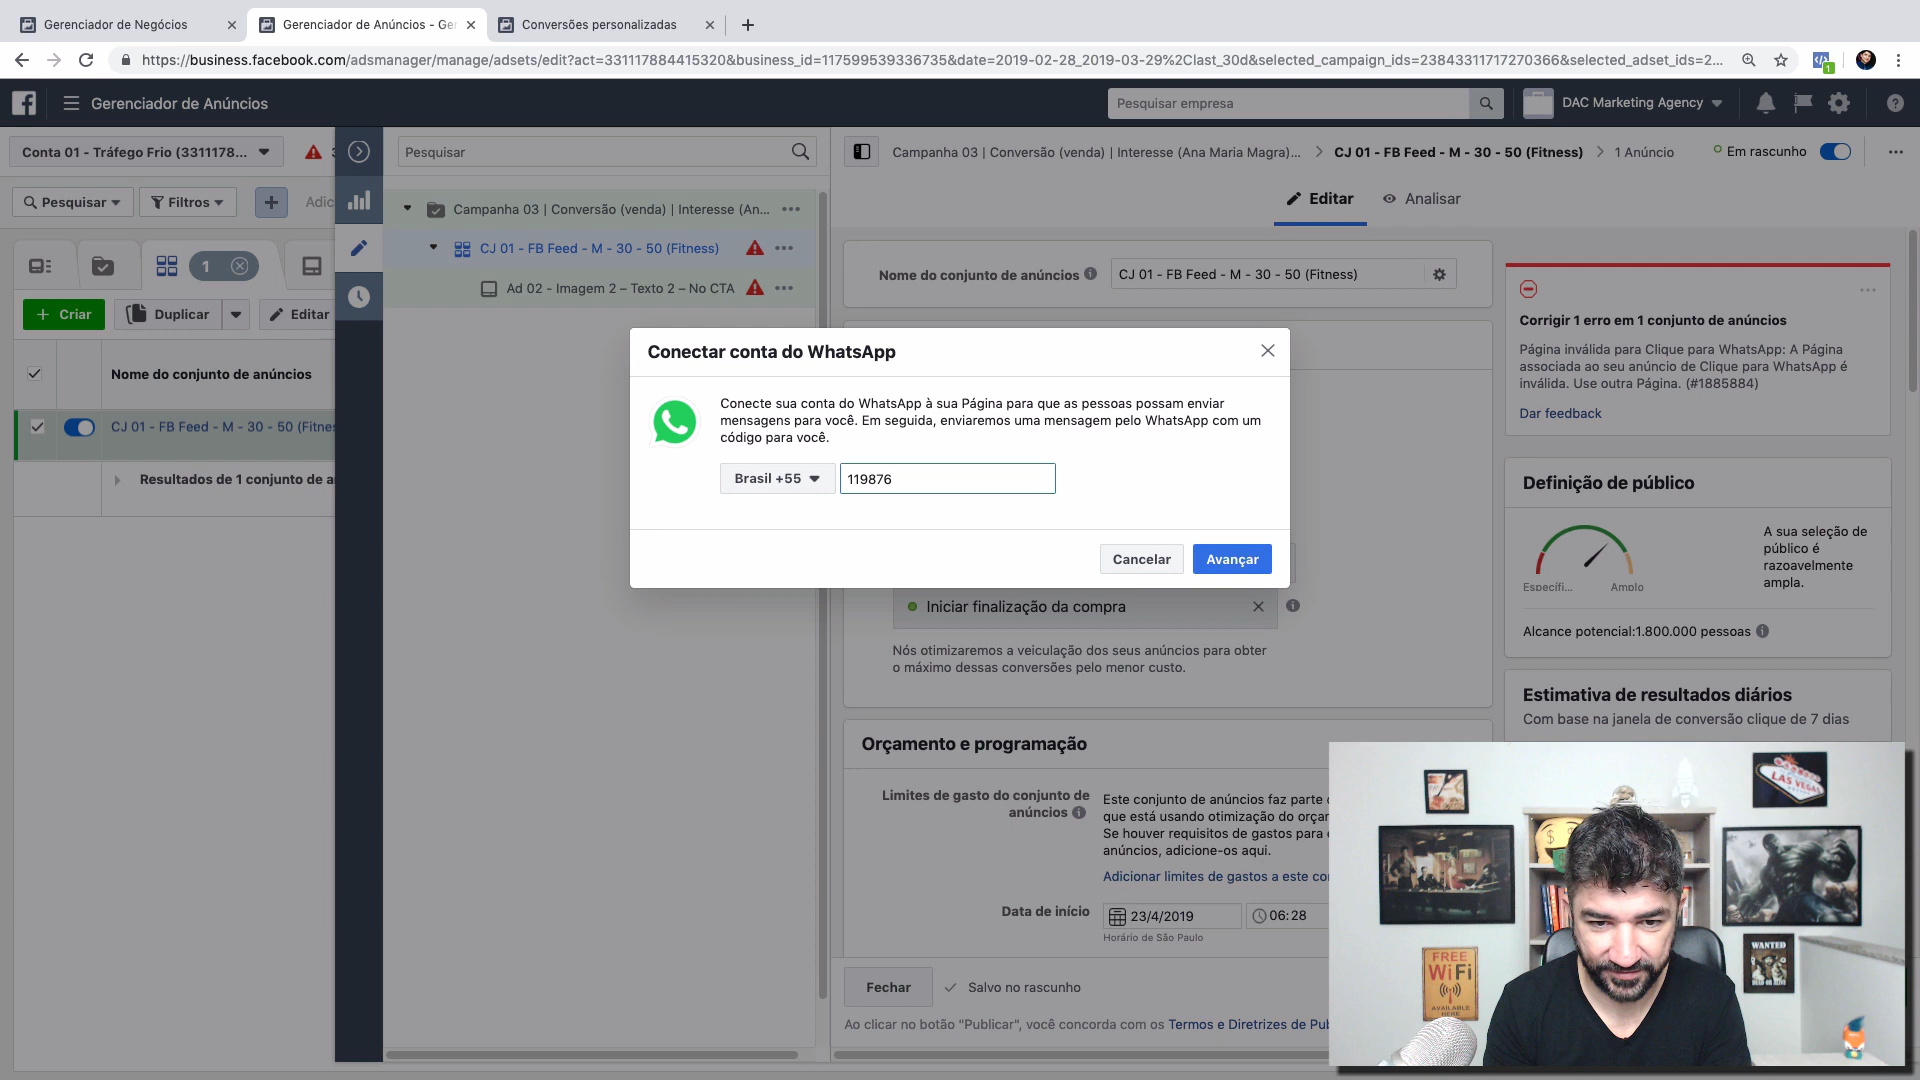 Gerenciador de Negócios
Gerenciador de Anúncios - Ger
Conversões personalizadas
https://business.facebook.com/adsmanager/manage/adsets/edit?act=331117884415320&business_id=117599539336735&date=2019-02-28_2019-03-29%2Clast_30d&selected_campaign_ids=23843311717270366&selected_adset_ids=2...
1
Gerenciador de Anúncios
Pesquisar empresa
DAC Marketing Agency
Conta 01 - Tráfego Frio (3311178...
Pesquisar
Campanha 03 | Conversão (venda) | Interesse (Ana Maria Magra)...
CJ 01 - FB Feed - M - 30 - 50 (Fitness)
1 Anúncio
Em rascunho
Pesquisar
Filtros
Adic
Campanha 03 | Conversão (venda) | Interesse (An...
CJ 01 - FB Feed - M - 30 - 50 (Fitness)
Ad 02 - Imagem 2 – Texto 2 – No CTA
Editar
Analisar
1
Criar
Duplicar
Editar
Nome do conjunto de anúncios
CJ 01 - FB Feed - M - 30 - 50 (Fitnes
Resultados de 1 conjunto de a
Nome do conjunto de anúncios
CJ 01 - FB Feed - M - 30 - 50 (Fitness)
Corrigir 1 erro em 1 conjunto de anúncios
Página inválida para Clique para WhatsApp: A Página
associada ao seu anúncio de Clique para WhatsApp é
inválida. Use outra Página. (#1885884)
Dar feedback
Conectar conta do WhatsApp
Conecte sua conta do WhatsApp à sua Página para que as pessoas possam enviar
mensagens para você. Em seguida, enviaremos uma mensagem pelo WhatsApp com um
código para você.
Brasil +55
119876
Cancelar
Avançar
Iniciar finalização da compra
Nós otimizaremos a veiculação dos seus anúncios para obter
o máximo dessas conversões pelo menor custo.
Definição de público
Específi...
Amplo
A sua seleção de
público é
razoavelmente
ampla.
Alcance potencial:1.800.000 pessoas
Estimativa de resultados diários
Com base na janela de conversão clique de 7 dias
Orçamento e programação
Limites de gasto do conjunto de
anúncios
Este conjunto de anúncios faz parte
que está usando otimização do orçar
Se houver requisitos de gastos para
anúncios, adicione-os aqui.
Adicionar limites de gastos a este co
Data de início
23/4/2019
06:28
Horário de São Paulo
Fechar
Salvo no rascunho
Ao clicar no botão "Publicar", você concorda com os Termos e Diretrizes de Pub
LAS VEGAS
FREE
WiFi
AVAILABLE
HERE
WANTED
DEAD OR ALIVE